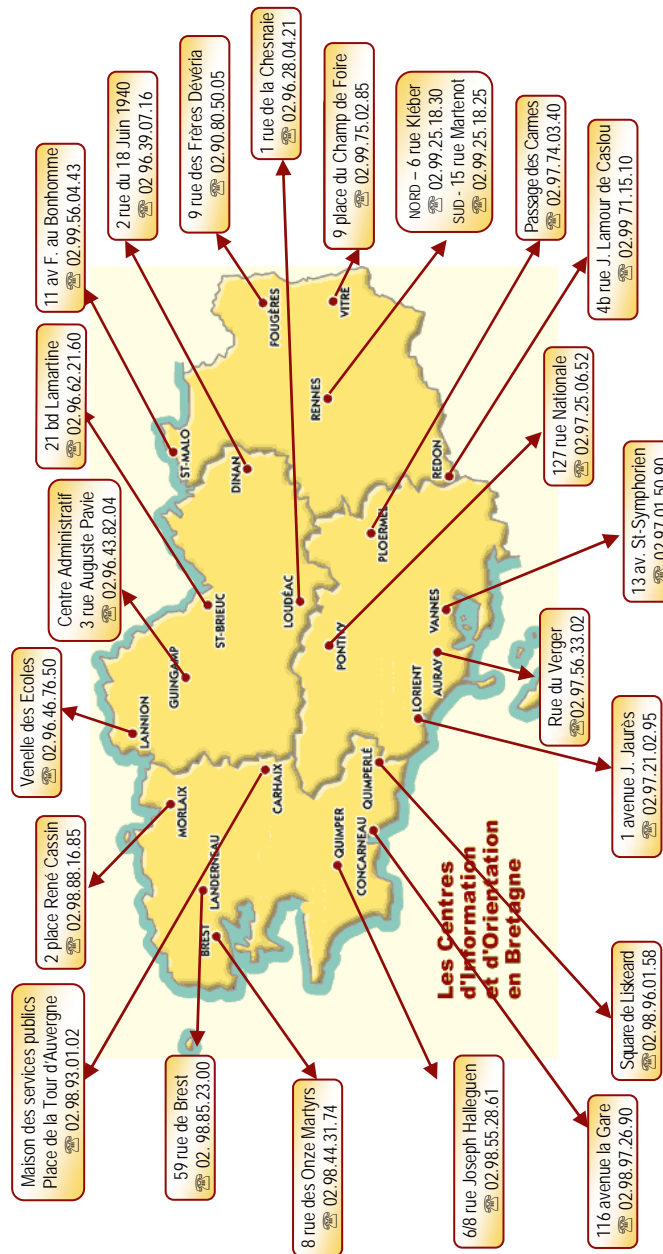 Maison des services publics
Place de la Tour d'Auvergne
☎ 02.98.93.01.02
2 place René Cassin
☎ 02.98.88.16.85
Venelle des Ecoles
☎ 02.96.46.76.50
Centre Administratif
3 rue Auguste Pavie
☎ 02.96.43.82.04
21 bd Lamartine
☎ 02.96.62.21.60
11 av F. au Bonhomme
☎ 02.99.56.04.43
2 rue du 18 Juin 1940
☎ 02 96.39.07.16
9 rue des Frères Dévéria
☎ 02.90.80.50.05
1 rue de la Chesnaie
☎ 02.96.28.04.21
9 place du Champ de Foire
☎ 02.99.75.02.85
NORD – 6 rue Kléber
☎ 02.99.25.18.30
SUD - 15 rue Martenot
☎ 02.99.25.18.25
Passage des Carmes
☎ 02.97.74.03.40
4b rue J. Lamour de Caslou
☎ 02.99 71.15.10
127 rue Nationale
☎ 02.97.25.06.52
13 av. St-Symphorien
☎ 02.97.01.50.90
Rue du Verger
☎02.97.56.33.02
1 avenue J. Jaurès
☎ 02.97.21.02.95
Square de Liskeard
☎ 02.98.96.01.58
116 avenue la Gare
☎ 02.98.97.26.90
6/8 rue Joseph Halleguen
☎ 02.98.55.28.61
8 rue des Onze Martyrs
☎ 02.98.44.31.74
59 rue de Brest
☎ 02. 98.85.23.00
LANNION
MORLAIX
GUINGAMP
ST-BRIEUC
ST-MALO
DINAN
FOUGÈRES
BREST
LANDERNEAU
CARHAIX
LOUDÉAC
RENNES
VITRÉ
QUIMPER
CONCARNEAU
QUIMPERLÉ
PONTIVY
PLOERMEL
LORIENT
AURAY
VANNES
REDON
Les Centres
d'Information
et d'Orientation
en Bretagne